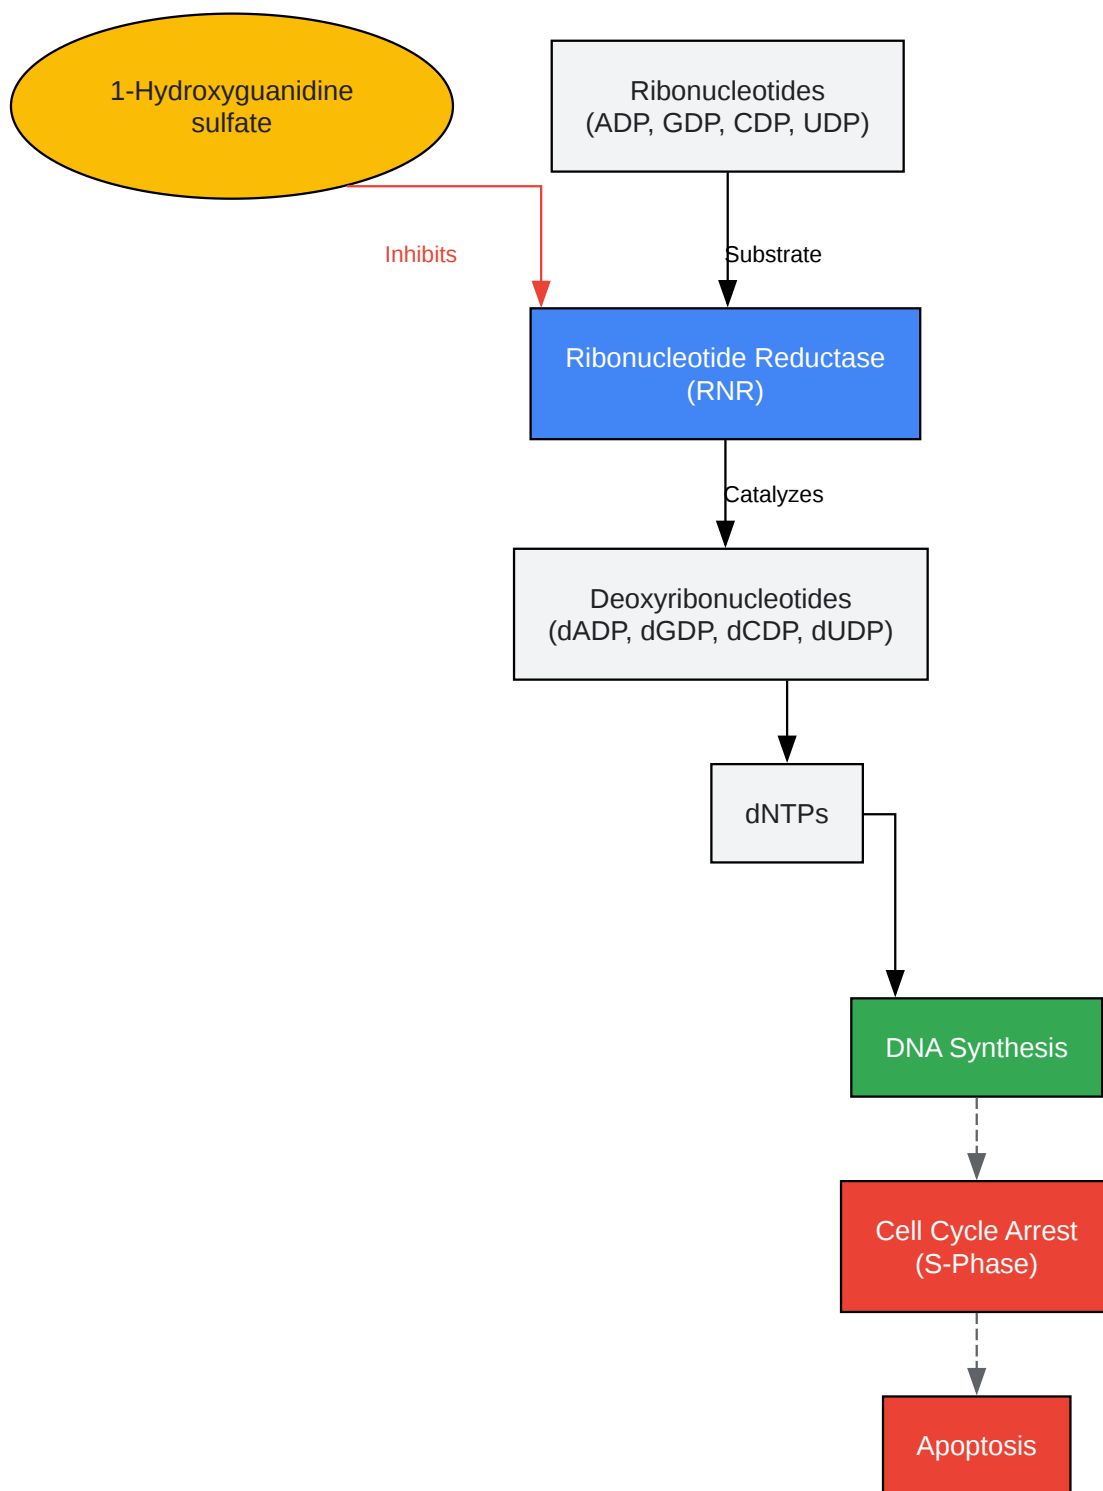 1-Hydroxyguanidine
sulfate
Ribonucleotides
(ADP, GDP, CDP, UDP)
Inhibits
Substrate
Ribonucleotide Reductase
(RNR)
Catalyzes
Deoxyribonucleotides
(dADP, dGDP, dCDP, dUDP)
dNTPs
DNA Synthesis
Cell Cycle Arrest
(S-Phase)
Apoptosis